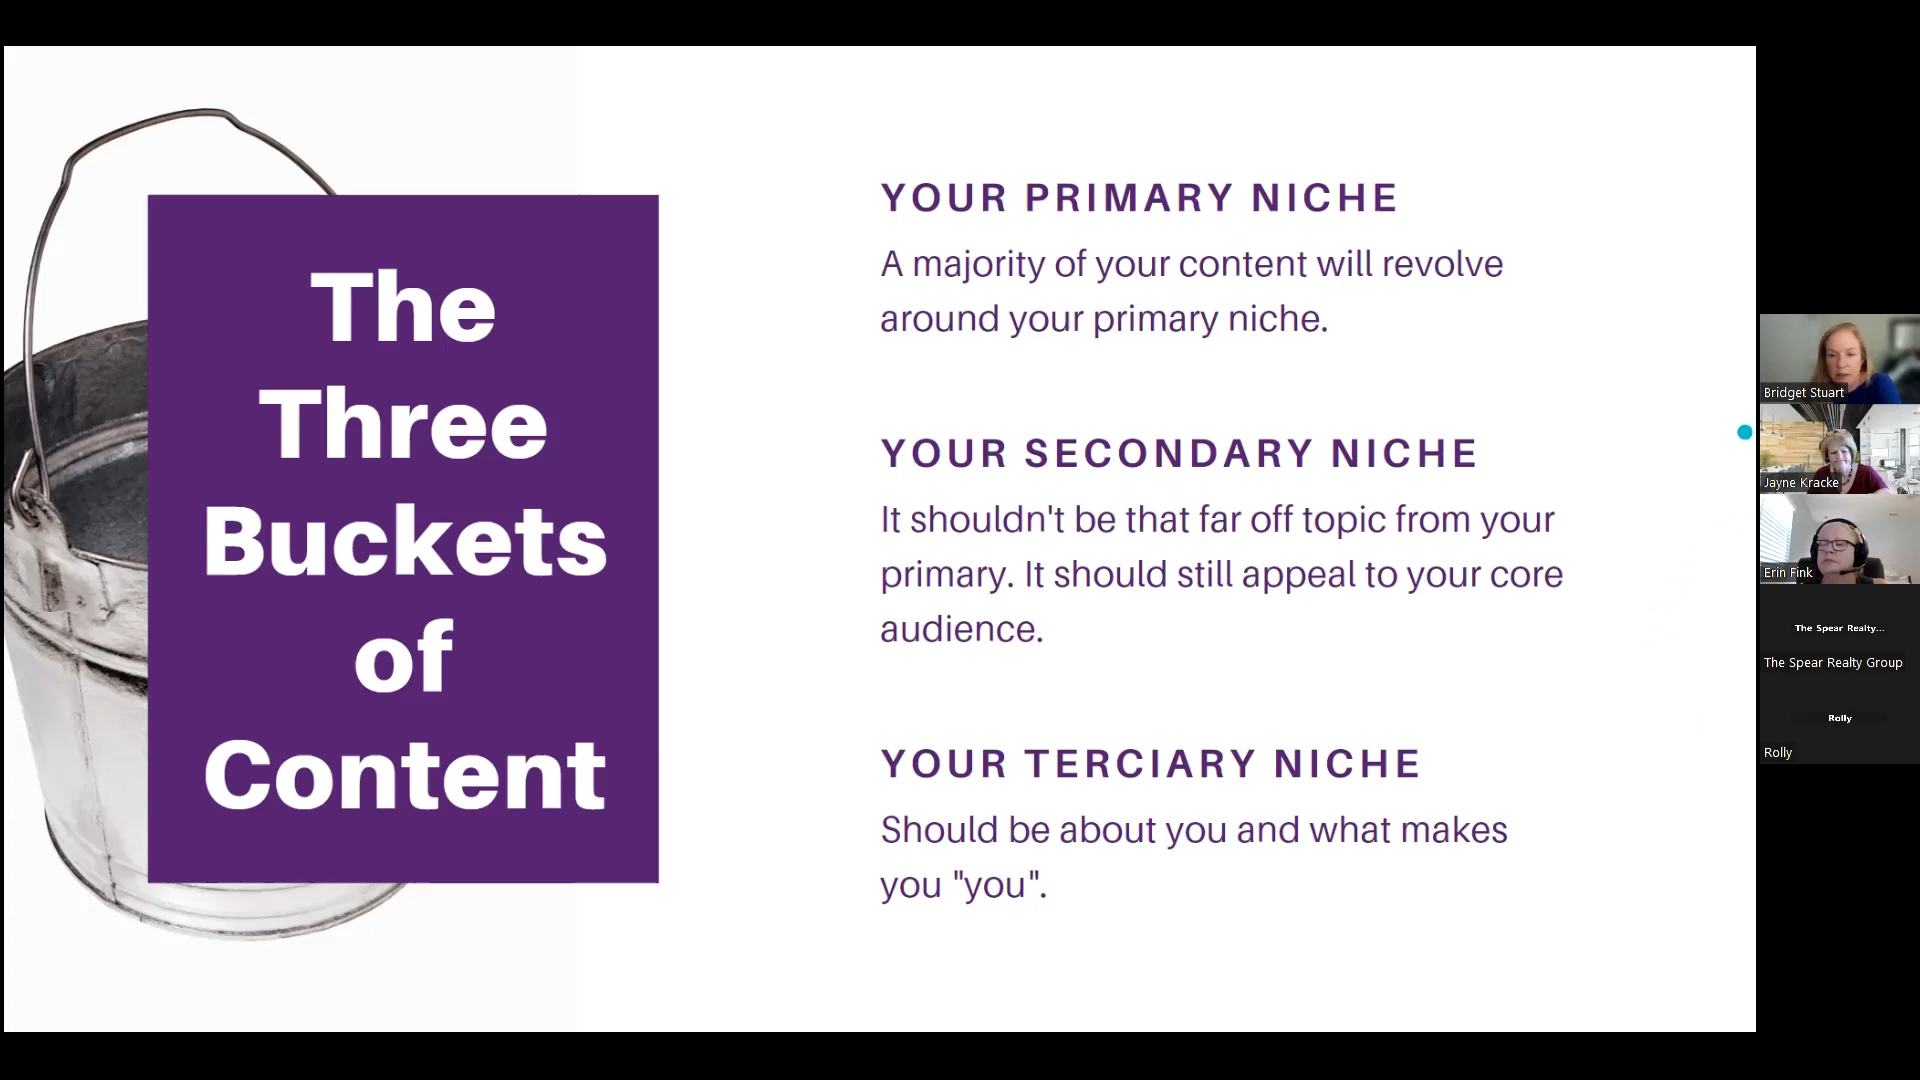 The
Three
Buckets
of
Content
YOUR PRIMARY NICHE
A majority of your content will revolve
around your primary niche.
YOUR SECONDARY NICHE
It shouldn't be that far off topic from your
primary. It should still appeal to your core
audience.
YOUR TERCIARY NICHE
Should be about you and what makes
you "you".
Bridget Stuart
Jayne Kracke
Erin Fink
The Spear Realty...
The Spear Realty Group
Rolly
Rolly